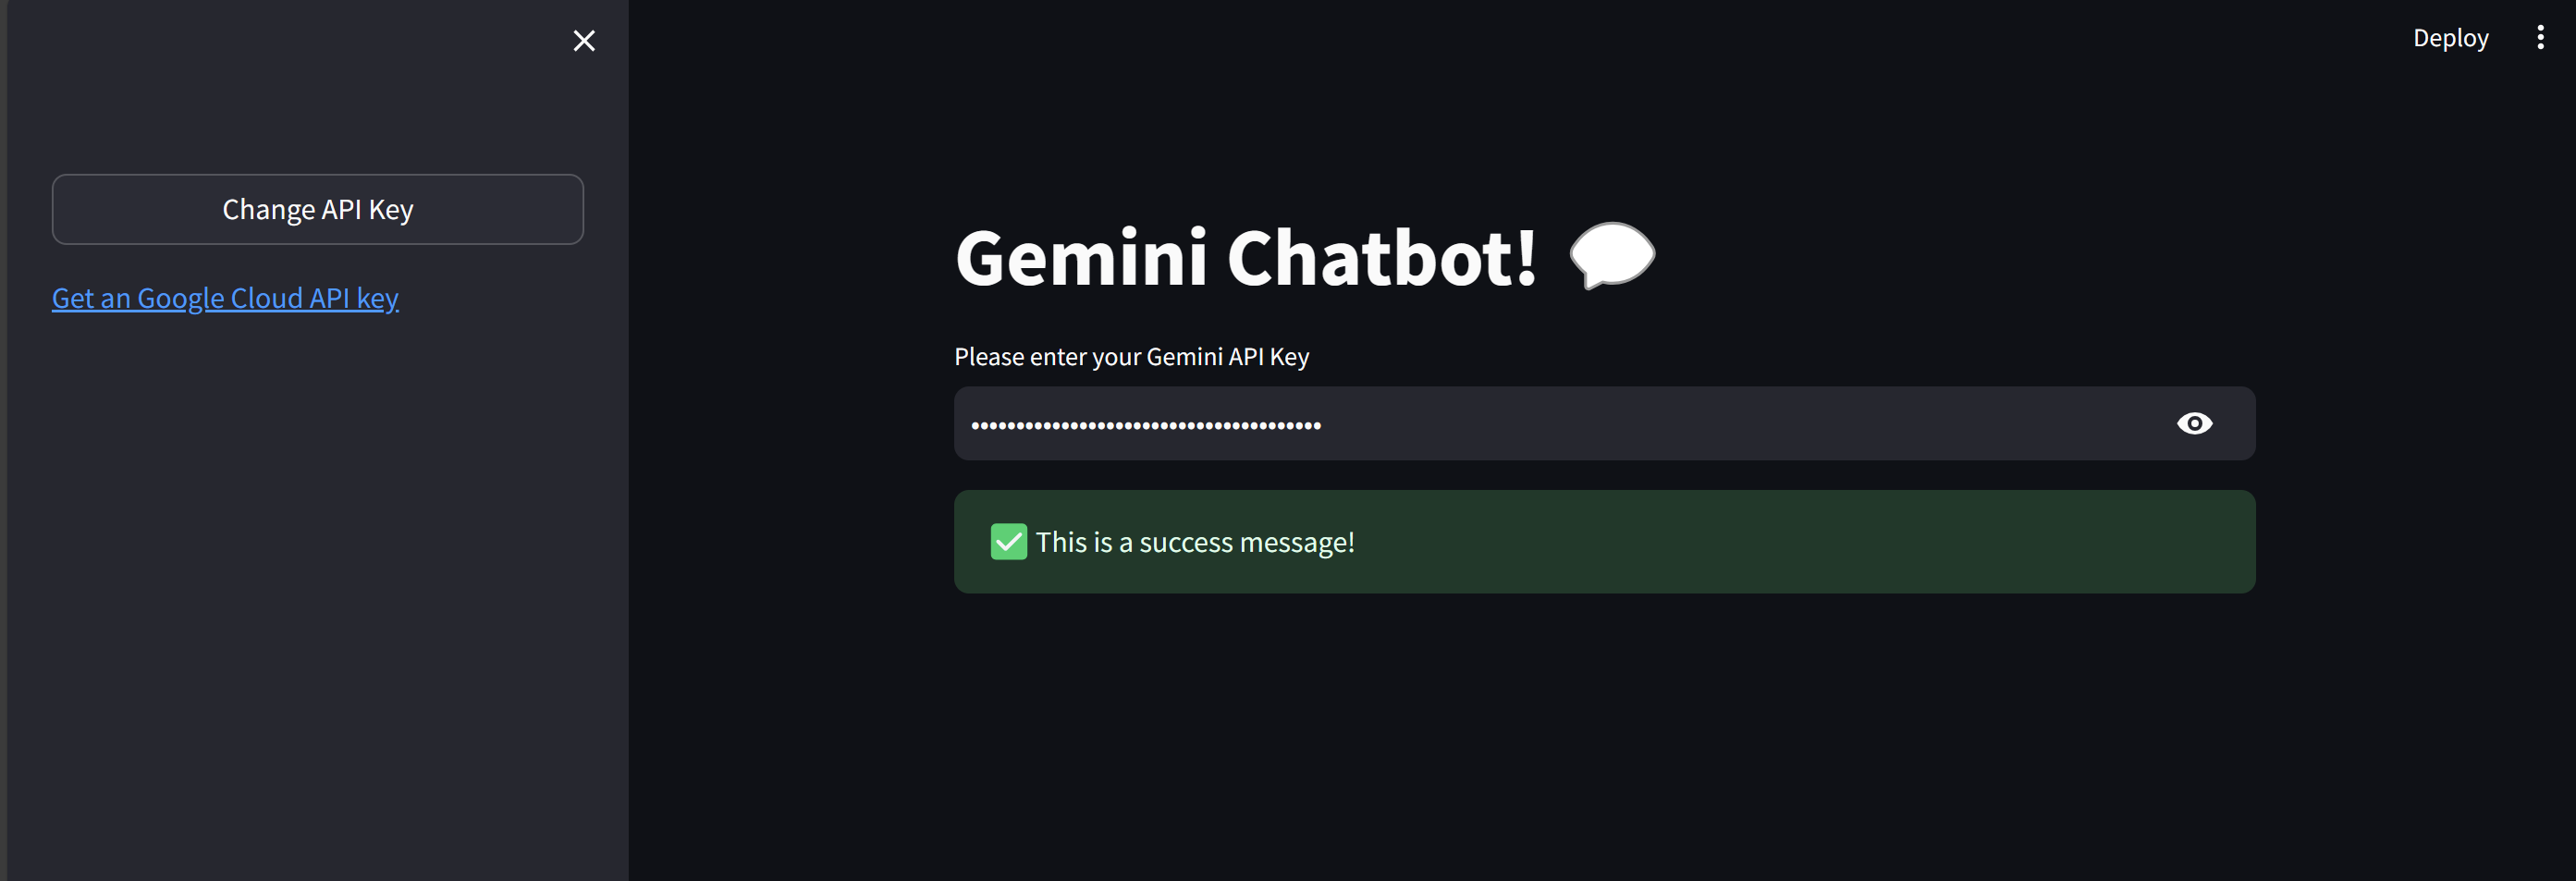 Deploy
Change API Key
Get an Google Cloud API key
Gemini Chatbot! 💬
Please enter your Gemini API Key
•••••••••••••••••••••••••••••••••••••••
✅ This is a success message!